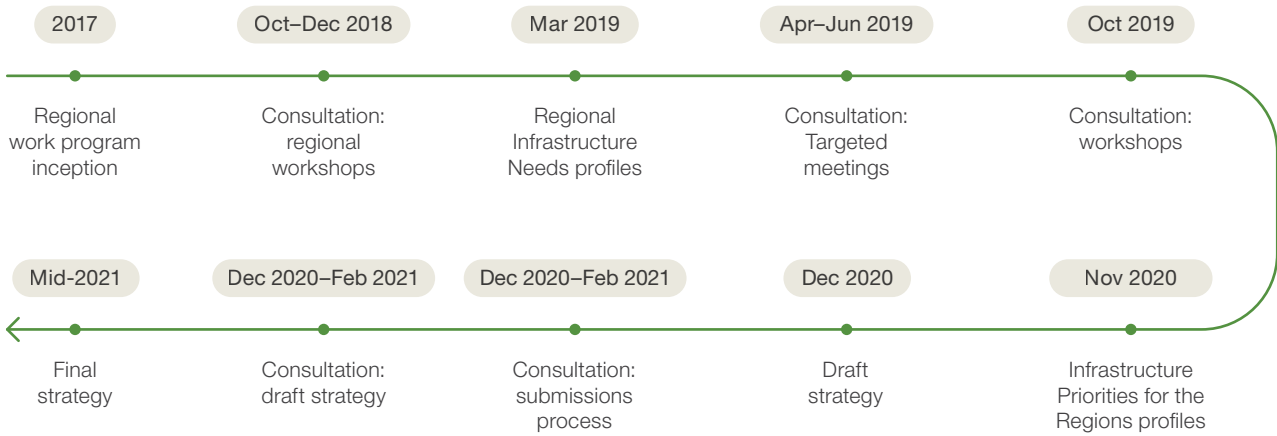 2017
Regional
work program
inception
Oct–Dec 2018
Consultation:
regional
workshops
Mar 2019
Regional
Infrastructure
Needs profiles
Apr–Jun 2019
Consultation:
Targeted
meetings
Oct 2019
Consultation:
workshops
Nov 2020
Infrastructure
Priorities for the
Regions profiles
Dec 2020
Draft
strategy
Dec 2020–Feb 2021
Consultation:
submissions
process
Dec 2020–Feb 2021
Consultation:
draft strategy
Mid-2021
Final
strategy